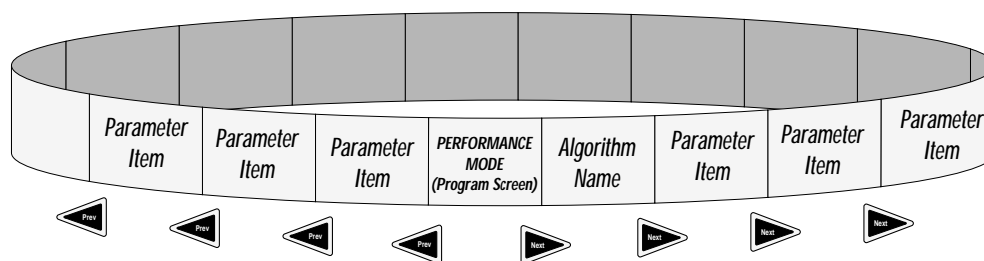 Parameter
Item
Parameter
Item
Parameter
Item
PERFORMANCE
MODE
(Program Screen)
Algorithm
Name
Parameter
Item
Parameter
Item
Parameter
Item
Prev
Prev
Prev
Prev
Next
Next
Next
Next